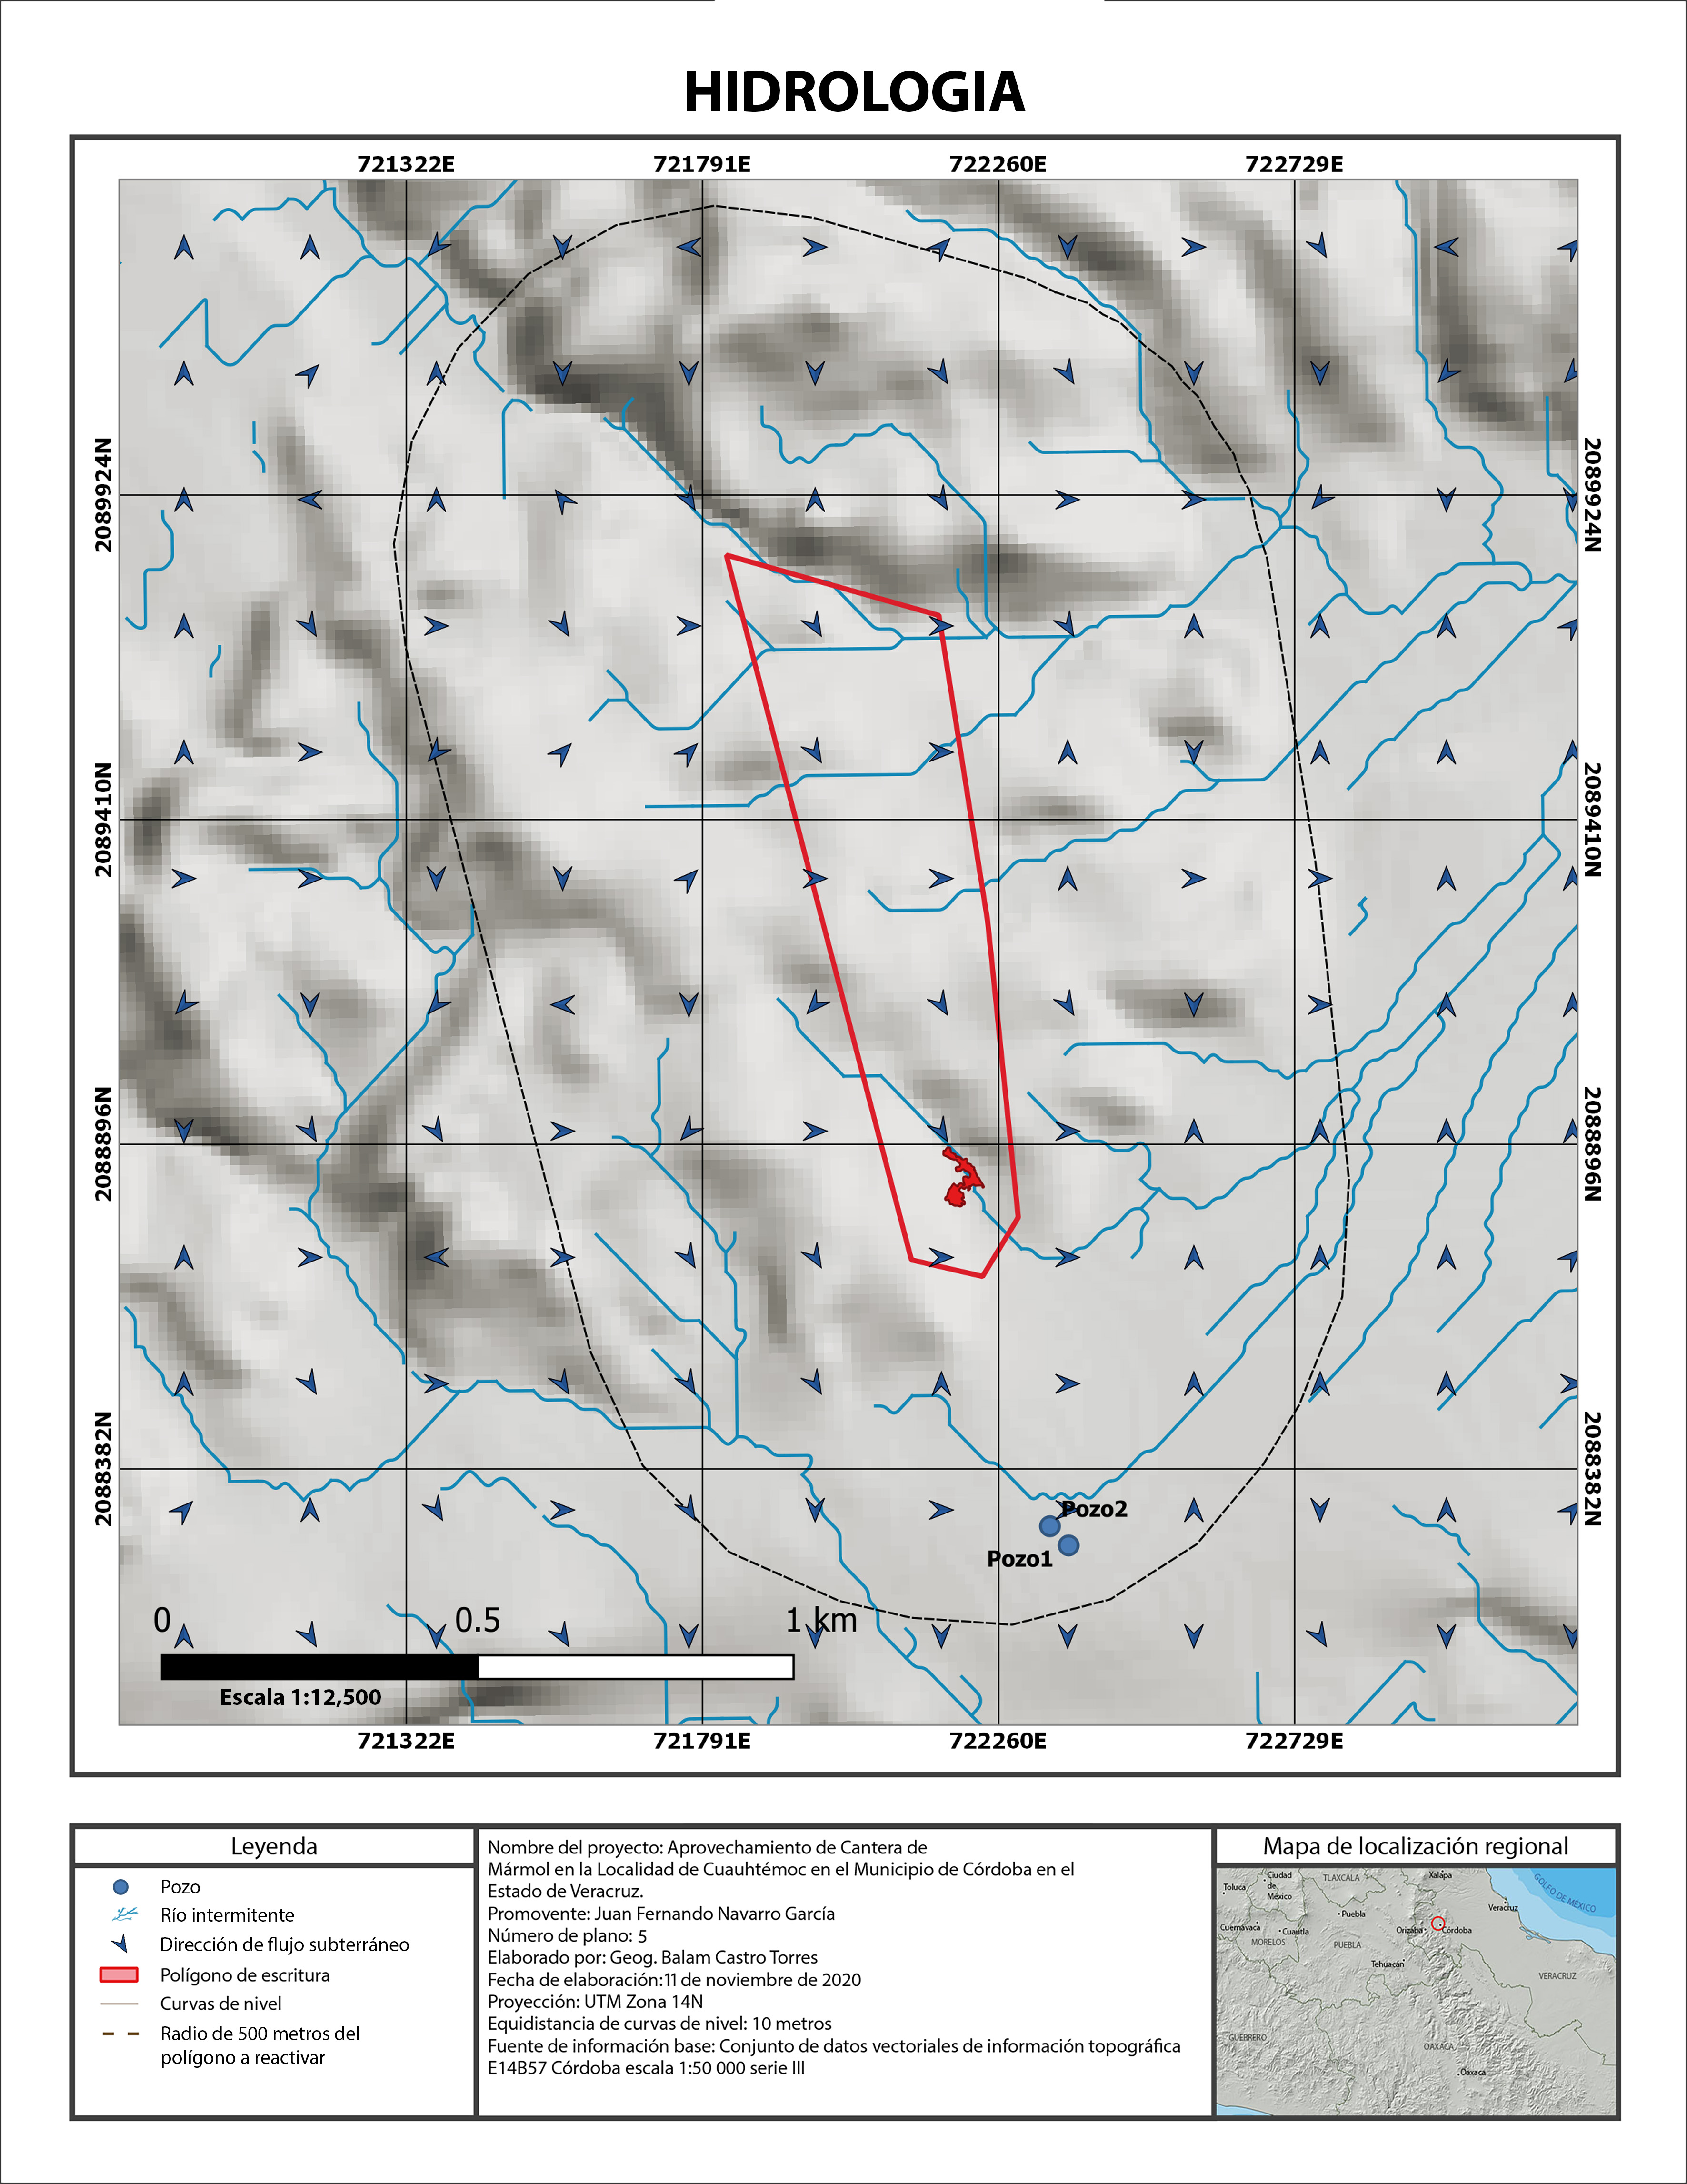 HIDROLOGIA
721322E
721791E
722260E
722729E
2089924N
2089924N
2089410N
2089410N
2088896N
2088896N
2088382N
2088382N
Pozo2
Pozo1
0
0.5
1 km
Escala 1:12,500
721322E
721791E
722260E
722729E
Leyenda
Pozo
Río intermitente
Dirección de flujo subterráneo
Polígono de escritura
Curvas de nivel
Radio de 500 metros del
polígono a reactivar
Nombre del proyecto: Aprovechamiento de Cantera de
Mármol en la Localidad de Cuauhtémoc en el Municipio de Córdoba en el
Estado de Veracruz.
Promovente: Juan Fernando Navarro García
Número de plano: 5
Elaborado por: Geog. Balam Castro Torres
Fecha de elaboración:11 de noviembre de 2020
Proyección: UTM Zona 14N
Equidistancia de curvas de nivel: 10 metros
Fuente de información base: Conjunto de datos vectoriales de información topográfica
E14B57 Córdoba escala 1:50 000 serie III
Mapa de localización regional
Ciudad
de
México
TLAXCALA
Xalapa
Toluca
GOLFO DE MÉXICO
Veracruz
Puebla
Cuernavaca
Cuautla
Orizaba
Córdoba
MORELOS
PUEBLA
Tehuacán
VERACRUZ
GUERRERO
OAXACA
Oaxaca